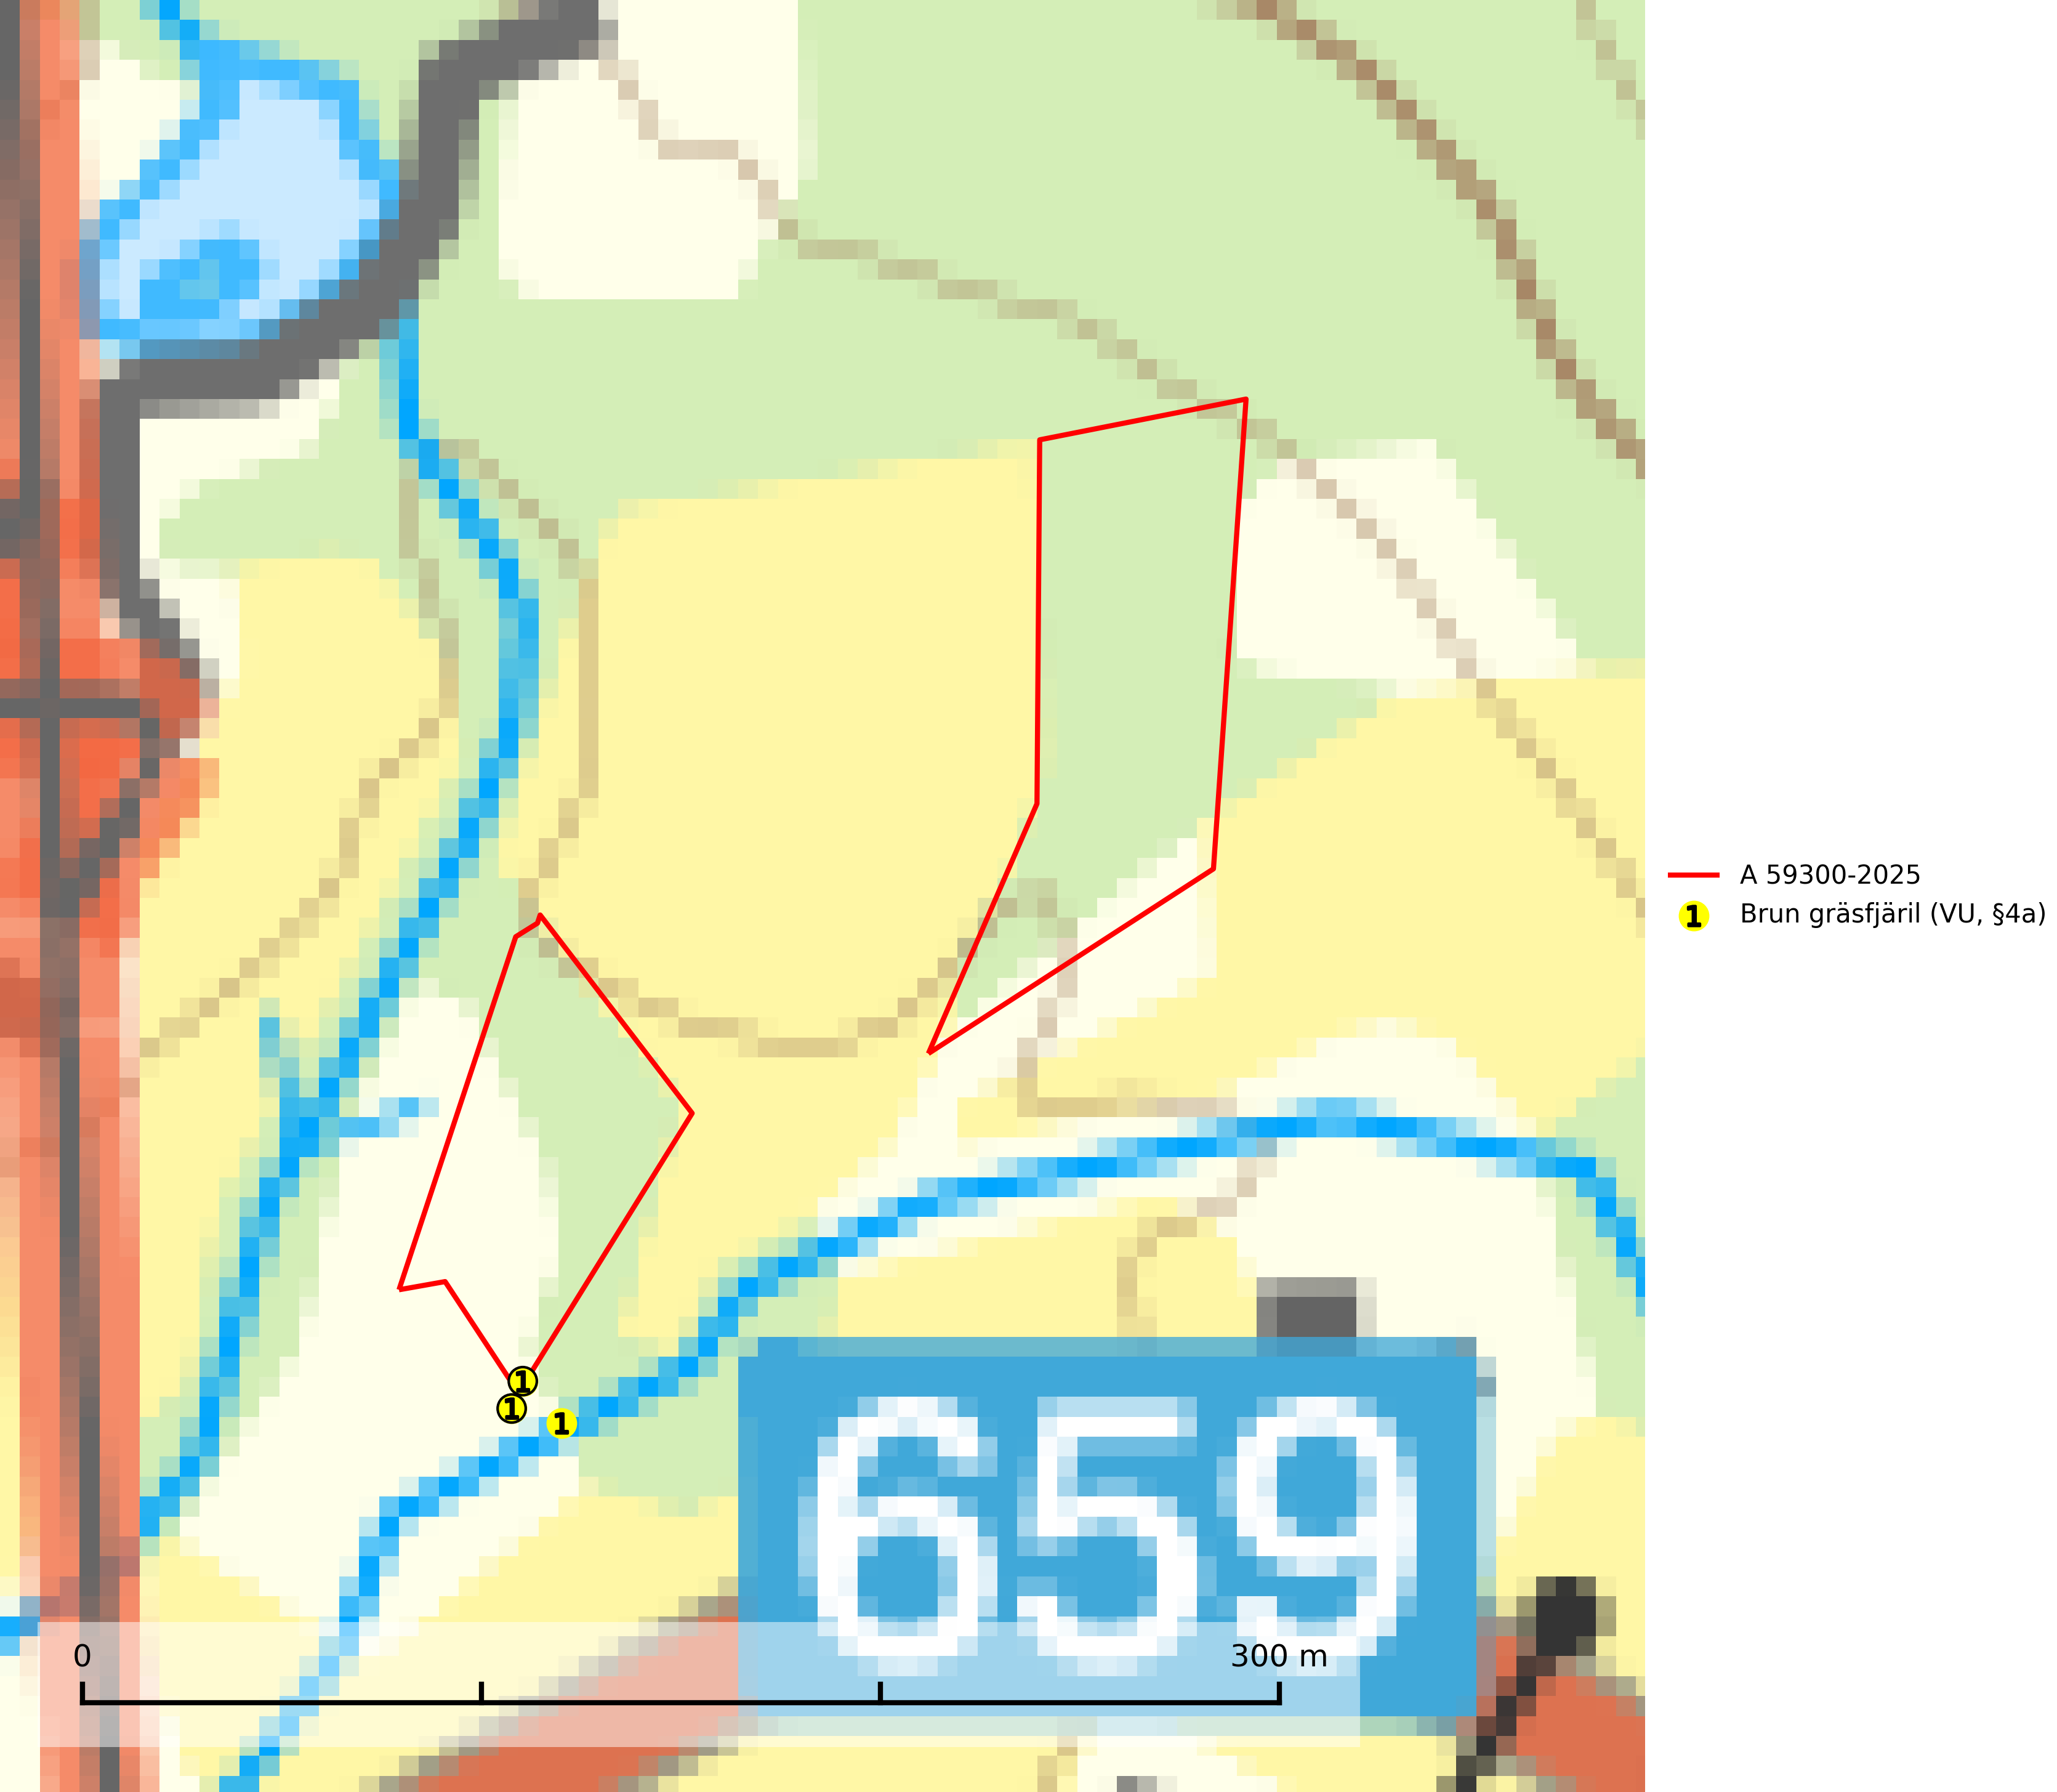 A 59300-2025
1 Brun gräsfjäril (VU, §4a)
1
1
1
659
0 300 m